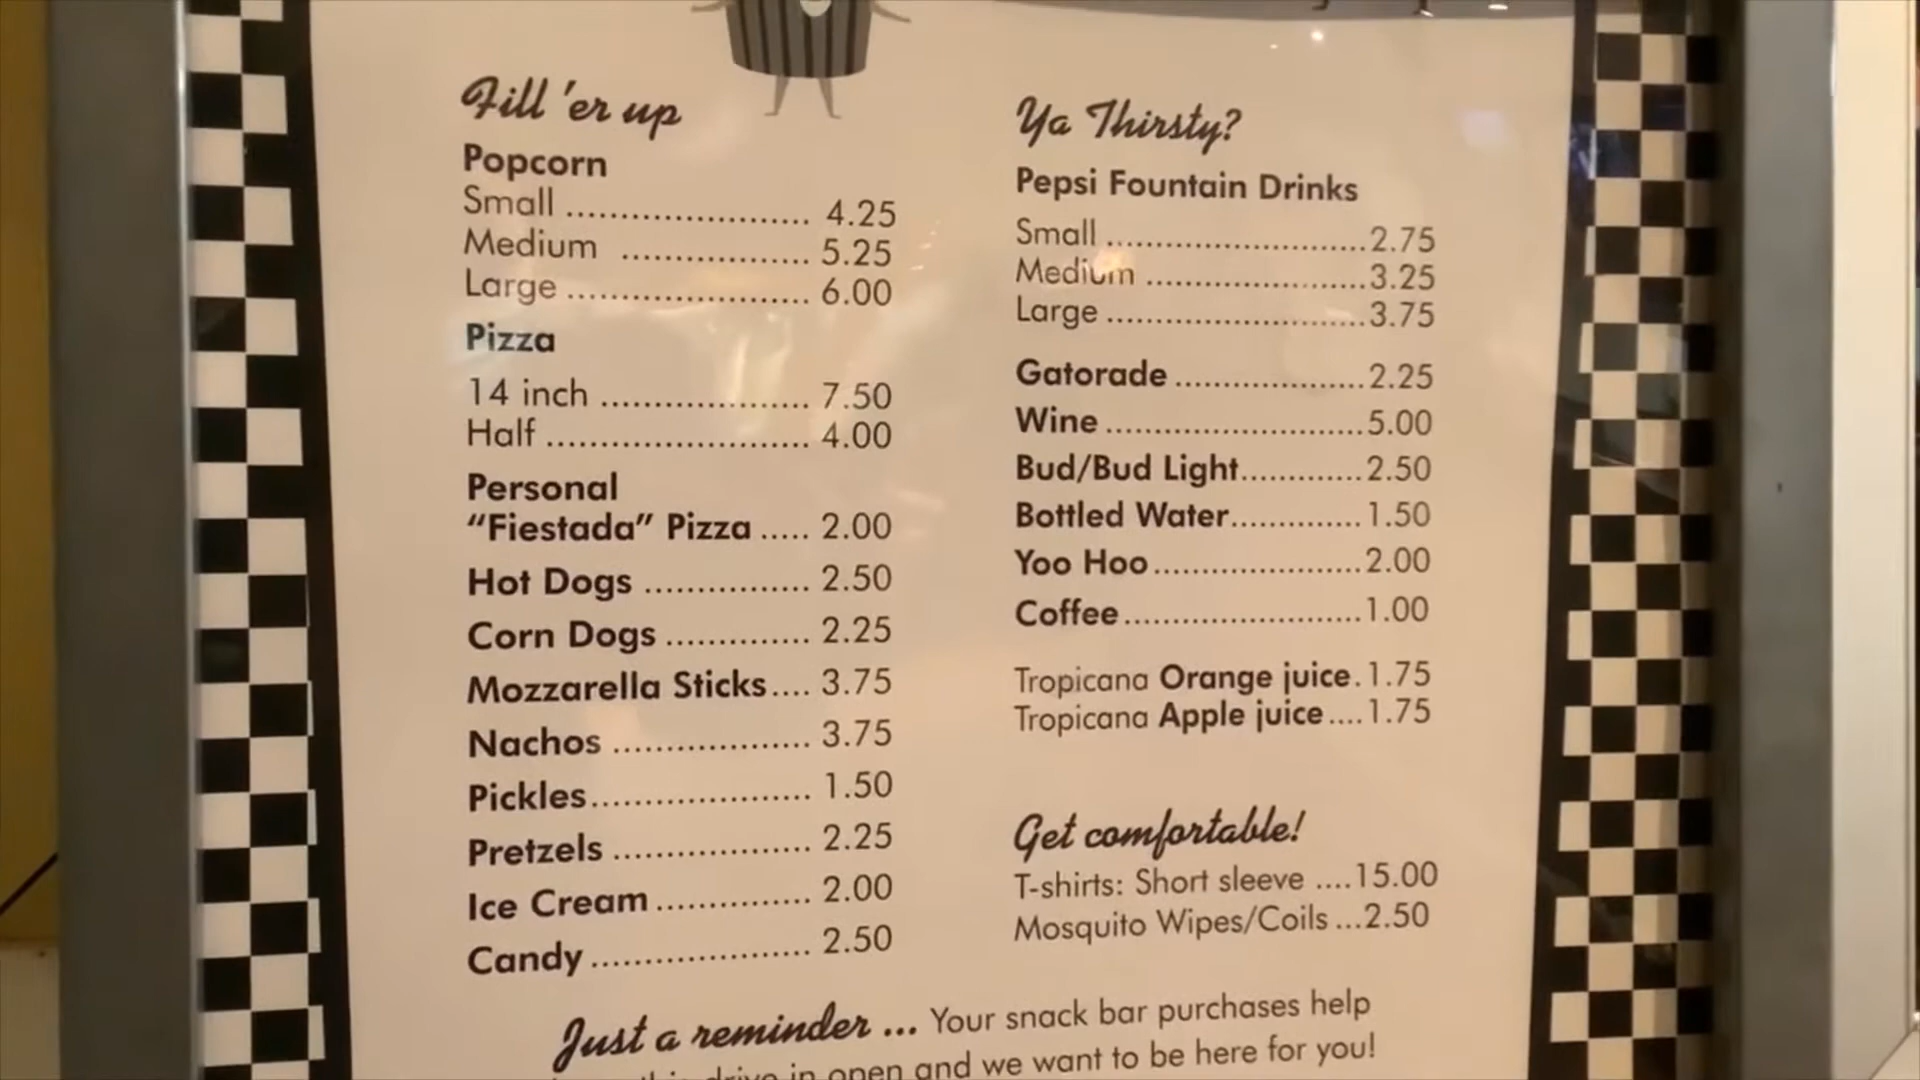 Fill 'er up
Popcorn
Small ...................... 4.25
Medium ................. 5.25
Large ...................... 6.00
Pizza
14 inch ................... 7.50
Half ........................ 4.00
Personal
“Fiestada” Pizza ..... 2.00
Hot Dogs ............... 2.50
Corn Dogs ............. 2.25
Mozzarella Sticks.... 3.75
Nachos .................. 3.75
Pickles.................... 1.50
Pretzels .................. 2.25
Ice Cream .............. 2.00
Candy .................... 2.50
Ya Thirsty?
Pepsi Fountain Drinks
Small ........................2.75
Medium ....................3.25
Large ........................3.75
Gatorade ..................2.25
Wine ........................5.00
Bud/Bud Light...........2.50
Bottled Water............1.50
Yoo Hoo ...................2.00
Coffee ......................1.00
Tropicana Orange juice.1.75
Tropicana Apple juice....1.75
Get comfortable!
T-shirts: Short sleeve ....15.00
Mosquito Wipes/Coils ...2.50
Just a reminder ... Your snack bar purchases help
this drive in open and we want to be here for you!